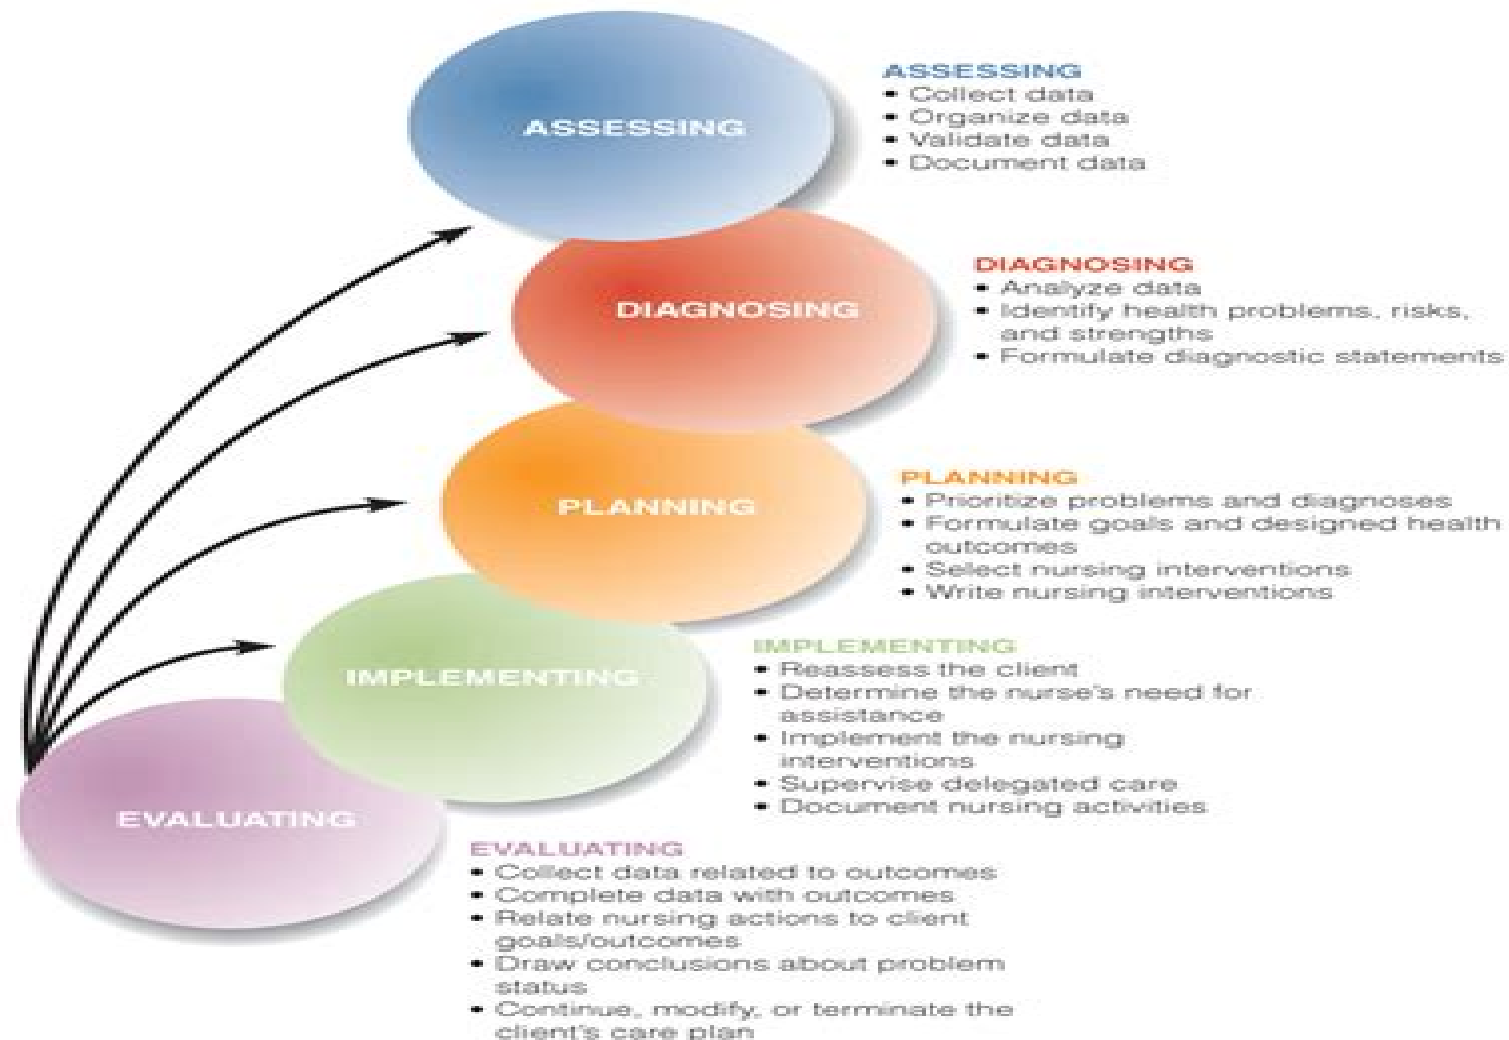 ASSESSING
ASSESSING
• Collect data
• Organize data
• Validate data
• Document data
DIAGNOSING
DIAGNOSING
• Analyze data
• Identify health problems, risks,
and strengths
• Formulate diagnostic statements
PLANNING
PLANNING
• Prioritize problems and diagnoses
• Formulate goals and designed health
outcomes
• Select nursing interventions
• Write nursing interventions
IMPLEMENTING
IMPLEMENTING
• Reassess the client
• Determine the nurse's need for
assistance
• Implement the nursing
interventions
• Supervise delegated care
• Document nursing activities
EVALUATING
EVALUATING
• Collect data related to outcomes
• Complete data with outcomes
• Relate nursing actions to client
goals/outcomes
• Draw conclusions about problem
status
• Continue, modify, or terminate the
client's care plan